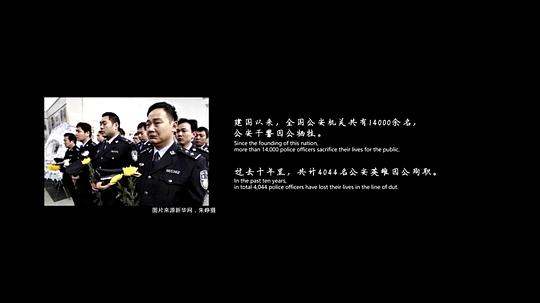 建国以来，全国公安机关共有14000余名，
公安干警因公牺牲。
Since the founding of this nation,
more than 14,000 police officers sacrifice their lives for the public.
过去十年里，共计4044名公安英雄因公殉职。
In the past ten years,
in total 4,044 police officers have lost their lives in the line of dut.
图片来源新华网，朱峥摄